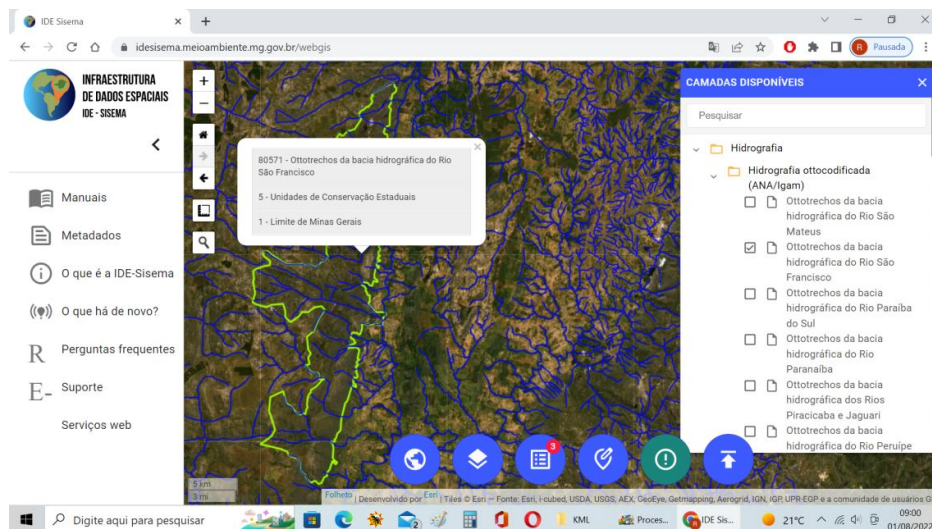 IDE Sisema
idesisema.meioambiente.mg.gov.br/webgis
R
Pausada
INFRAESTRUTURA
DE DADOS ESPACIAIS
IDE - SISEMA
Manuais
Metadados
O que é a IDE-Sisema
O que há de novo?
R
Perguntas frequentes
E-
Suporte
Serviços web
80571 - Ottotrechos da bacia hidrográfica do Rio
São Francisco
5 - Unidades de Conservação Estaduais
1 - Limite de Minas Gerais
CAMADAS DISPONÍVEIS
Pesquisar
Hidrografia
Hidrografia ottocodificada
(ANA/Igam)
Ottotrechos da bacia
hidrográfica do Rio São
Mateus
Ottotrechos da bacia
hidrográfica do Rio São
Francisco
Ottotrechos da bacia
hidrográfica do Rio Paraíba
do Sul
Ottotrechos da bacia
hidrográfica do Rio
Paranaíba
Ottotrechos da bacia
hidrográfica dos Rios
Piracicaba e Jaguari
Ottotrechos da bacia
hidrográfica do Rio Peruípe
3
5 km
3 mi
Folheto | Desenvolvido por Esri | Tiles © Esri — Fonte: Esri, i-cubed, USDA, USGS, AEX, GeoEye, Getmapping, Aerogrid, IGN, IGP, UPR-EGP e a comunidade de usuários G
Digite aqui para pesquisar
2
KML
Proces...
IDE Sis...
21°C
09:00
01/08/202